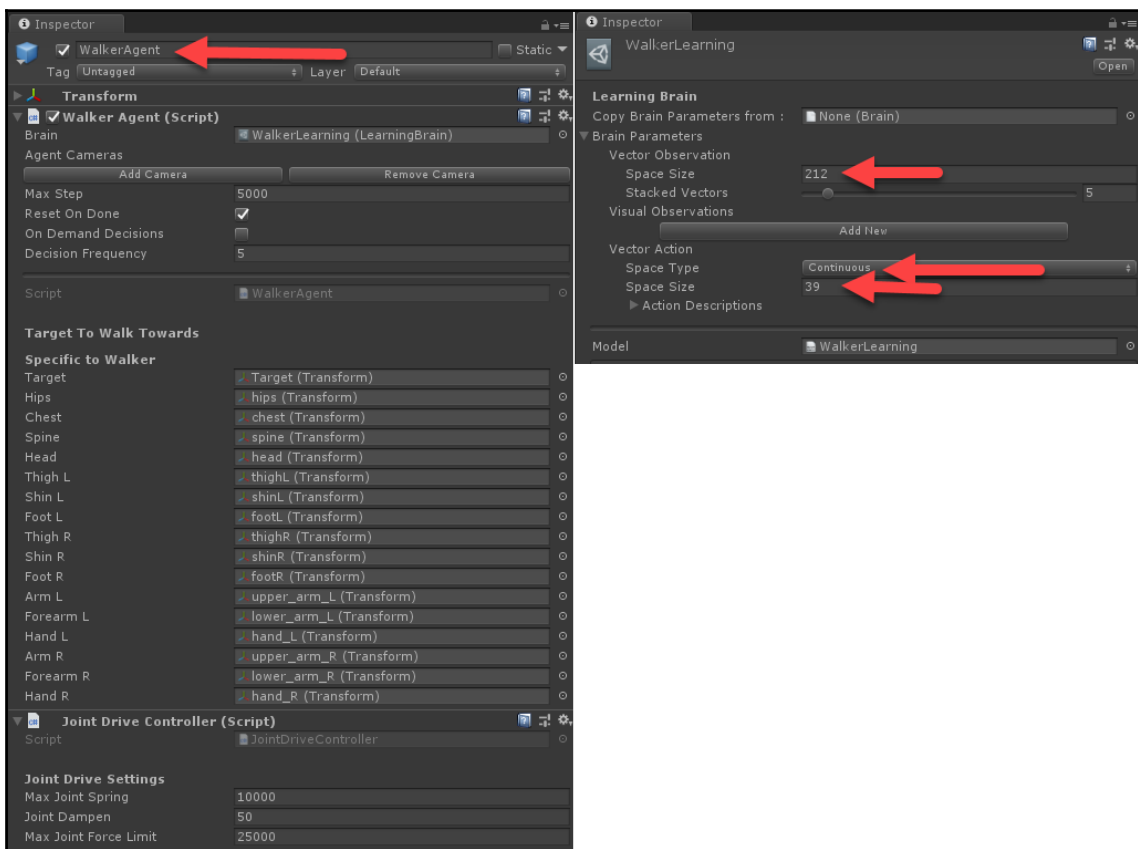 Inspector
WalkerAgent Static
Tag Untagged Layer Default
Transform
Walker Agent (Script)
Brain WalkerLearning (LearningBrain)
Agent Cameras
Add Camera Remove Camera
Max Step 5000
Reset On Done
On Demand Decisions
Decision Frequency 5
Script WalkerAgent
Target To Walk Towards
Specific to Walker
Target Target (Transform)
Hips hips (Transform)
Chest chest (Transform)
Spine spine (Transform)
Head head (Transform)
Thigh L thighL (Transform)
Shin L shinL (Transform)
Foot L footL (Transform)
Thigh R thighR (Transform)
Shin R shinR (Transform)
Foot R footR (Transform)
Arm L upper_arm_L (Transform)
Forearm L lower_arm_L (Transform)
Hand L hand_L (Transform)
Arm R upper_arm_R (Transform)
Forearm R lower_arm_R (Transform)
Hand R hand_R (Transform)
Joint Drive Controller (Script)
Script JointDriveController
Joint Drive Settings
Max Joint Spring 10000
Joint Dampen 50
Max Joint Force Limit 25000
Inspector
WalkerLearning
Open
Learning Brain
Copy Brain Parameters from : None (Brain)
Brain Parameters
Vector Observation
Space Size 212
Stacked Vectors 5
Visual Observations
Add New
Vector Action
Space Type Continuous
Space Size 39
Action Descriptions
Model WalkerLearning